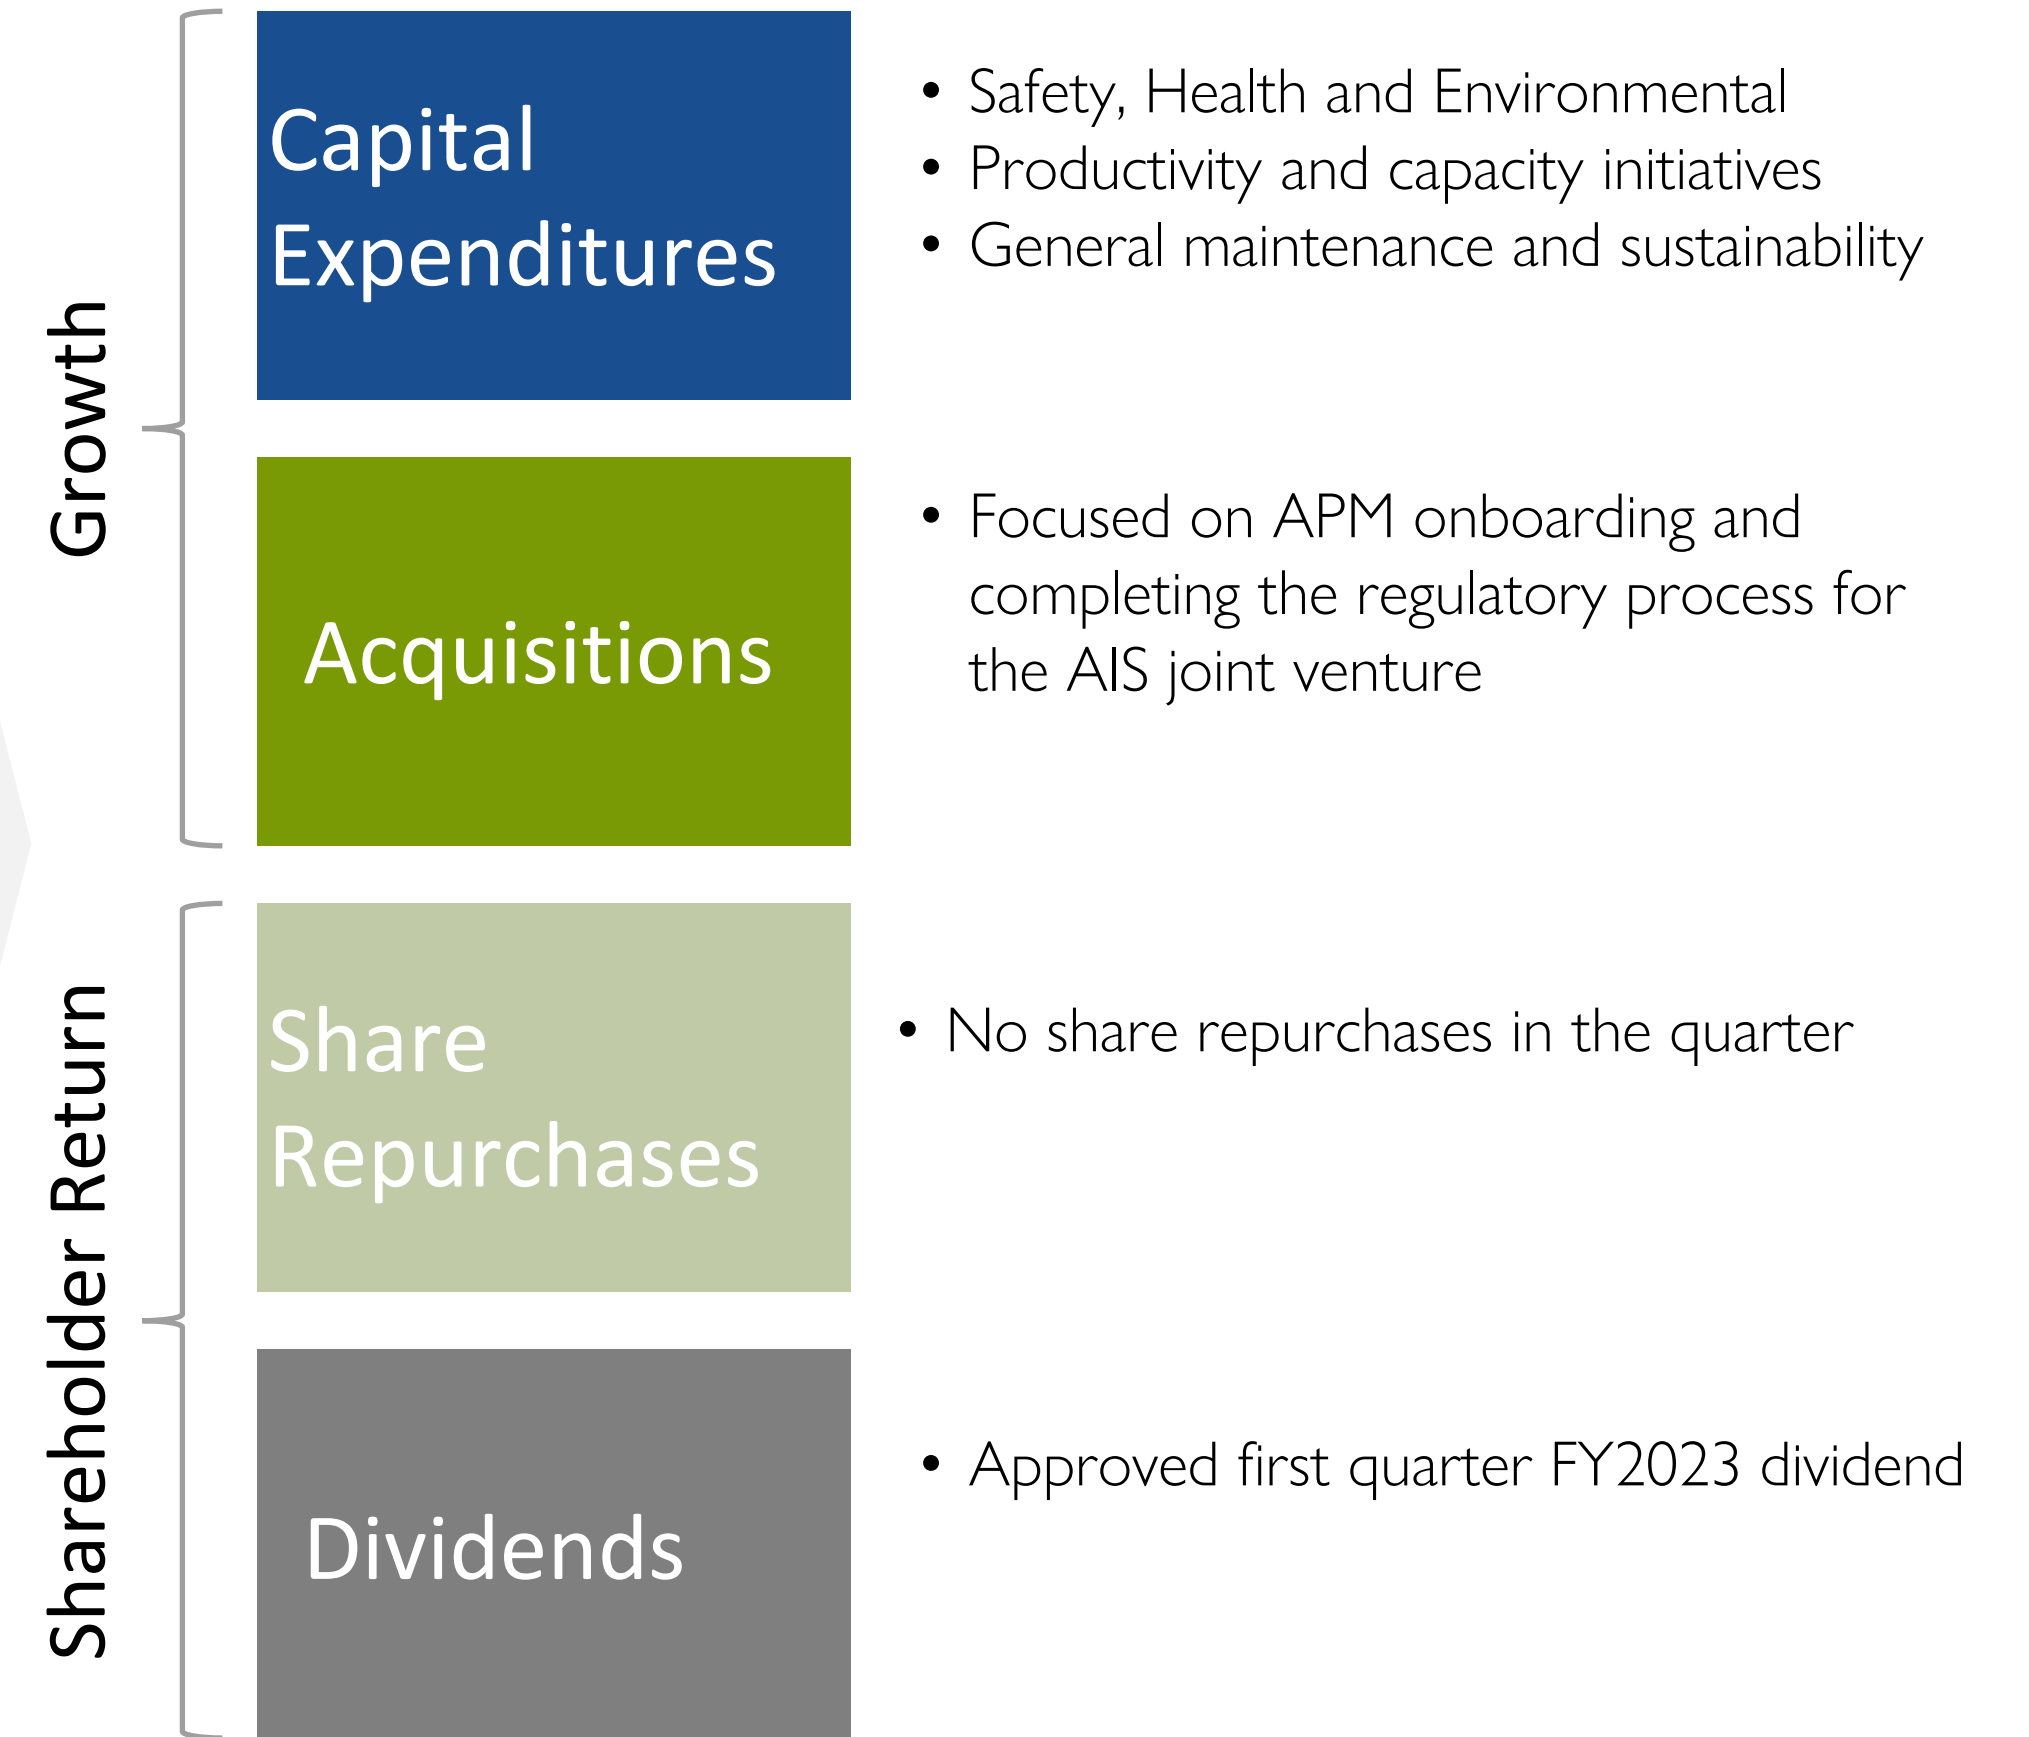 Growth
Capital
Expenditures
• Safety, Health and Environmental
• Productivity and capacity initiatives
• General maintenance and sustainability
Acquisitions
• Focused on APM onboarding and
completing the regulatory process for
the AIS joint venture
Shareholder Return
Share
Repurchases
• No share repurchases in the quarter
Dividends
• Approved first quarter FY2023 dividend